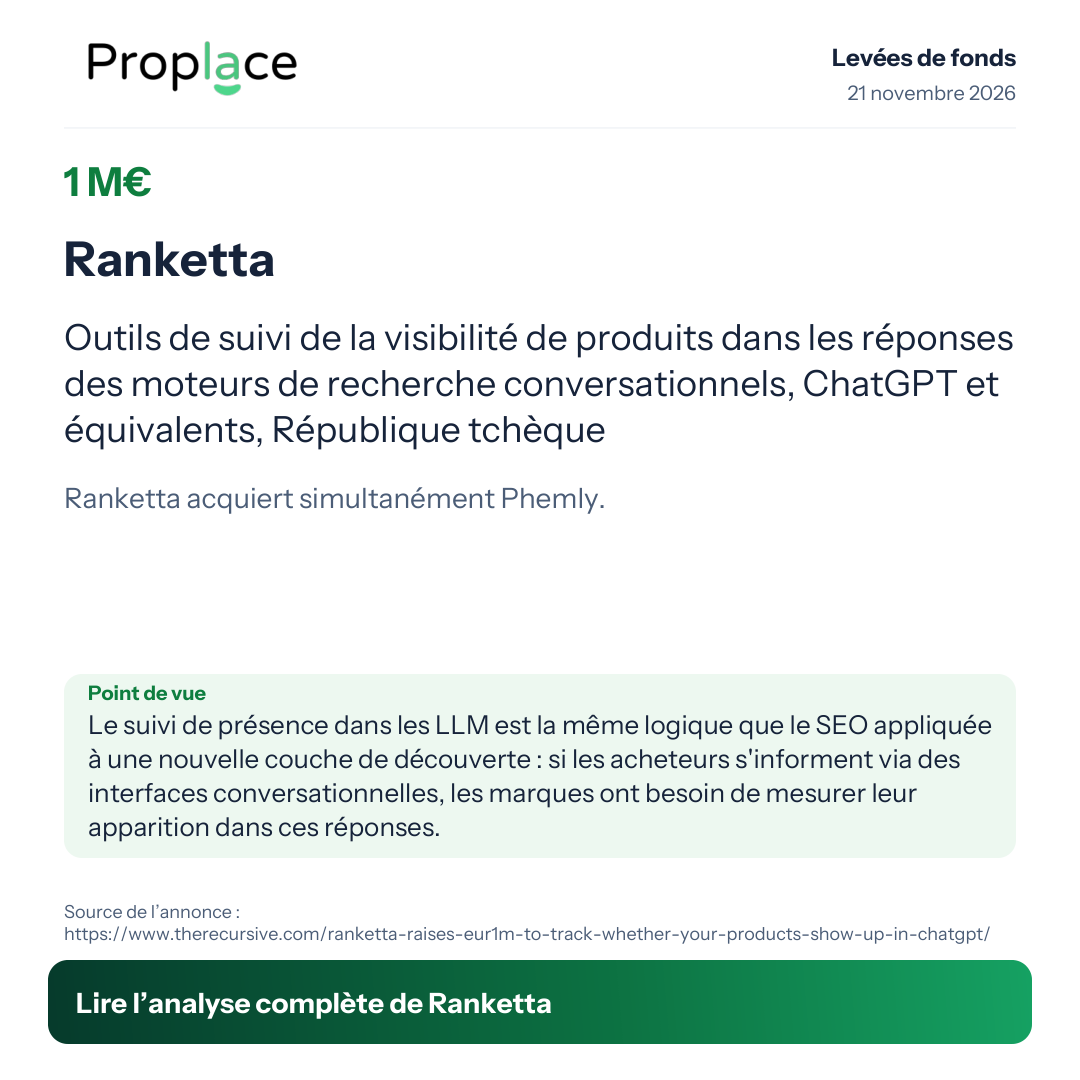 Proplace
Levées de fonds
21 novembre 2026
1 M€
Ranketta
Outils de suivi de la visibilité de produits dans les réponses
des moteurs de recherche conversationnels, ChatGPT et
équivalents, République tchèque
Ranketta acquiert simultanément Phemly.
Point de vue
Le suivi de présence dans les LLM est la même logique que le SEO appliquée
à une nouvelle couche de découverte : si les acheteurs s'informent via des
interfaces conversationnelles, les marques ont besoin de mesurer leur
apparition dans ces réponses.
Source de l’annonce :
https://www.therecursive.com/ranketta-raises-eur1m-to-track-whether-your-products-show-up-in-chatgpt/
Lire l’analyse complète de Ranketta